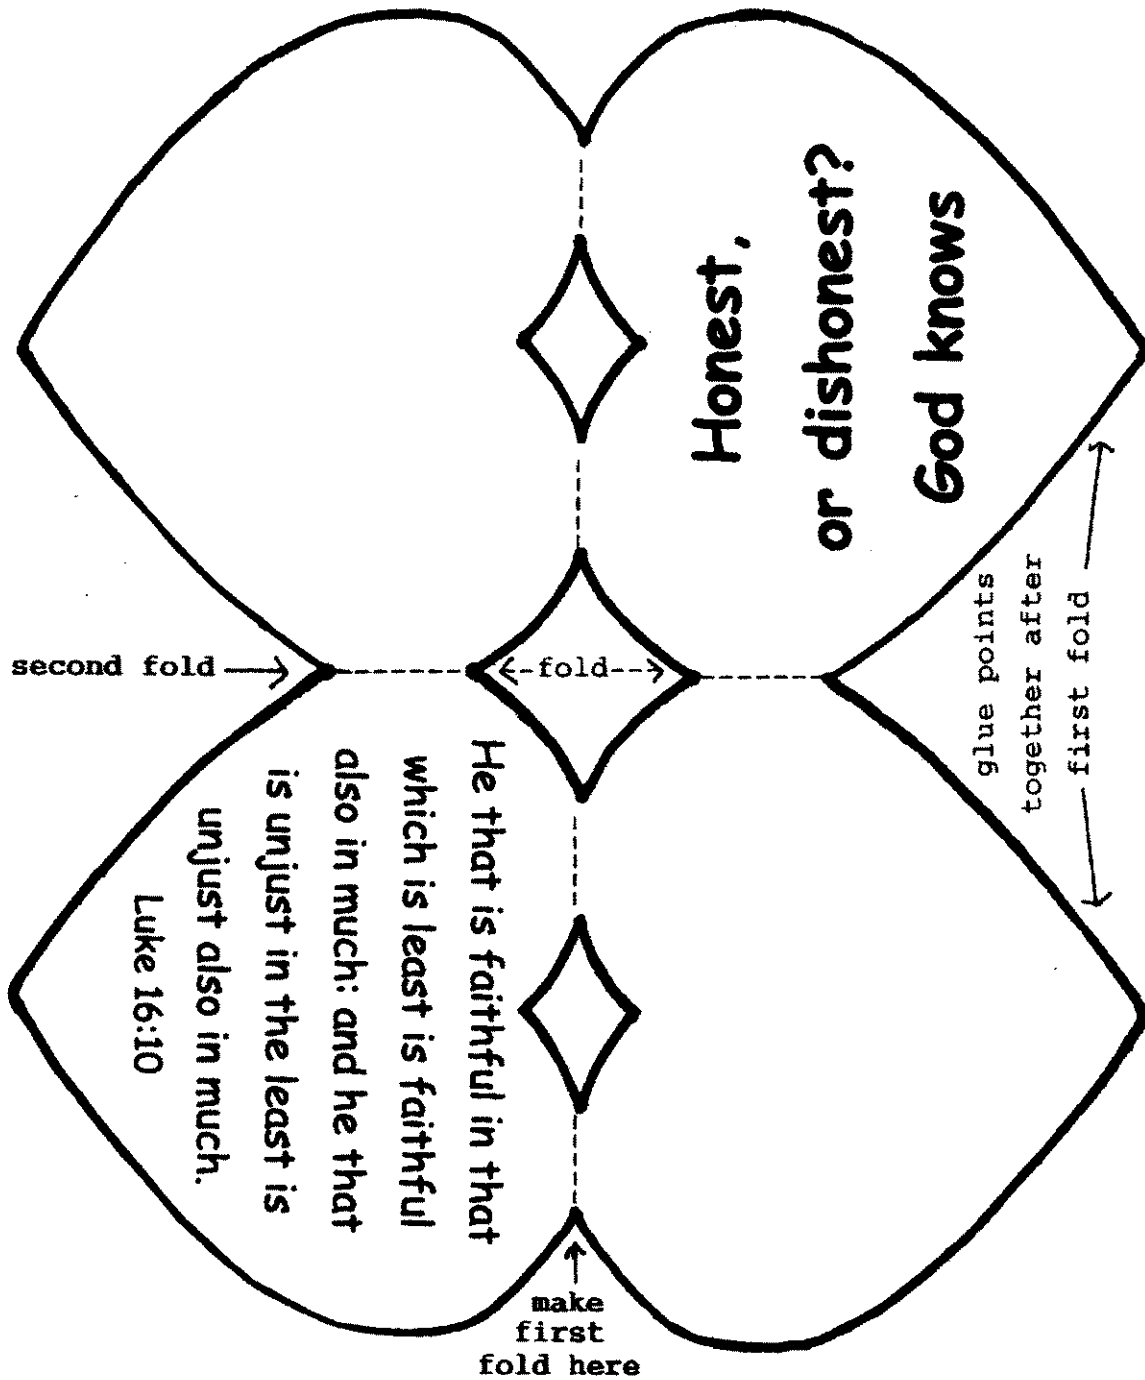 Honest,
or dishonest?
God knows
glue points
together after
first fold
second fold
fold
He that is faithful in that
which is least is faithful
also in much: and he that
is unjust in the least is
unjust also in much.
Luke 16:10
make
first
fold here